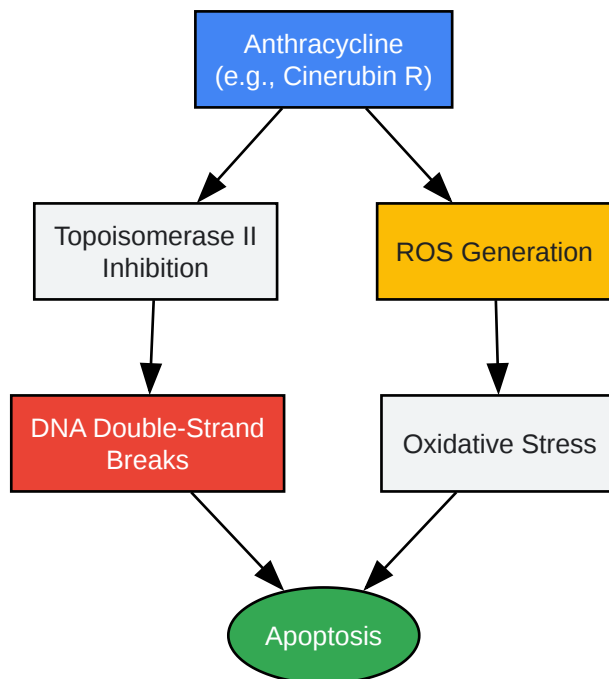 Anthracycline
(e.g., Cinerubin R)
Topoisomerase II
Inhibition
ROS Generation
DNA Double-Strand
Breaks
Oxidative Stress
Apoptosis